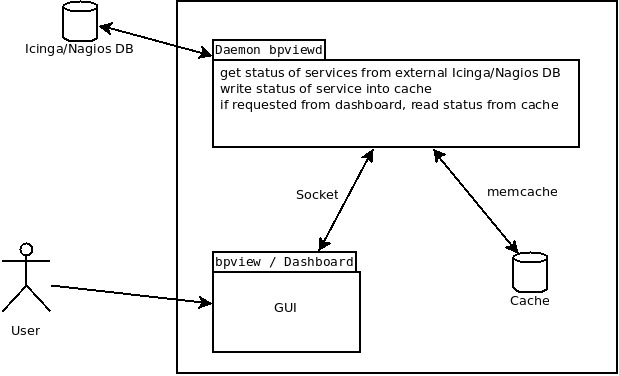 Icinga/Nagios DB
Daemon bpviewd
get status of services from external Icinga/Nagios DB
write status of service into cache
if requested from dashboard, read status from cache
Socket
memcache
bpview / Dashboard
GUI
Cache
User